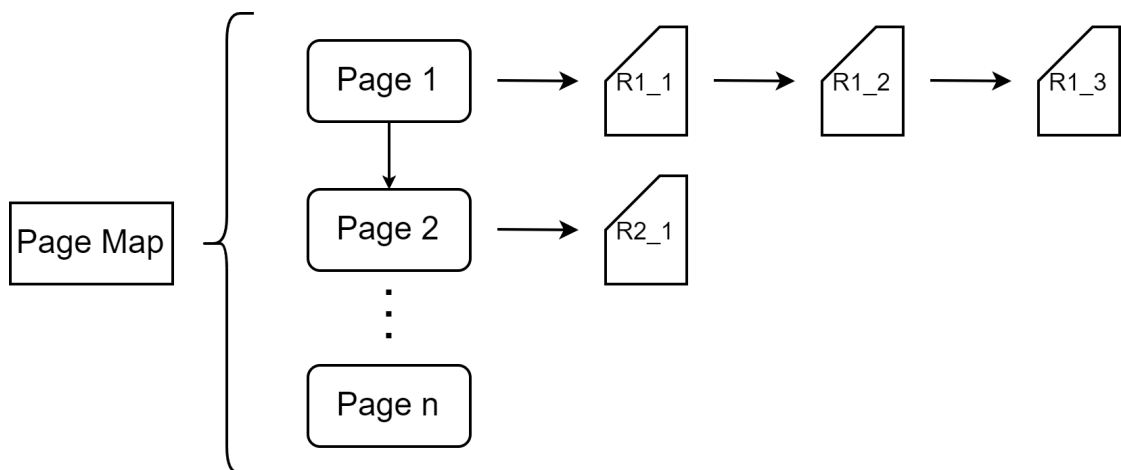 Page 1
R1_1
R1_2
R1_3
Page Map
Page 2
R2_1
Page n